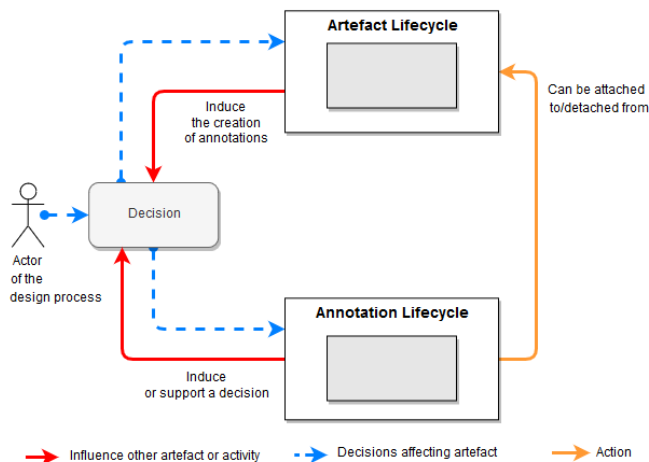 Artefact Lifecycle
Can be attached
to/detached from
Induce
the creation
of annotations
Decision
Actor
of the
design process
Annotation Lifecycle
Induce
or support a decision
Influence other artefact or activity
Decisions affecting artefact
Action